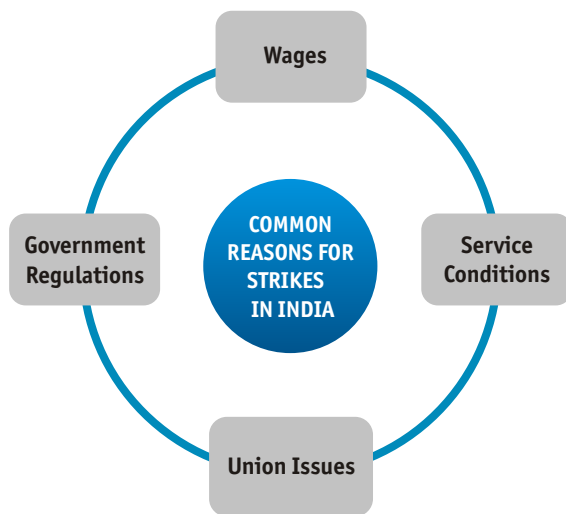 Wages
Government
Regulations
COMMON
REASONS FOR
STRIKES
IN INDIA
Service
Conditions
Union Issues